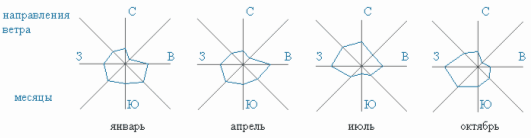 направления
ветра
С С С С
З В З В З В З В
месяцы
Ю Ю Ю Ю
январь апрель июль октябрь